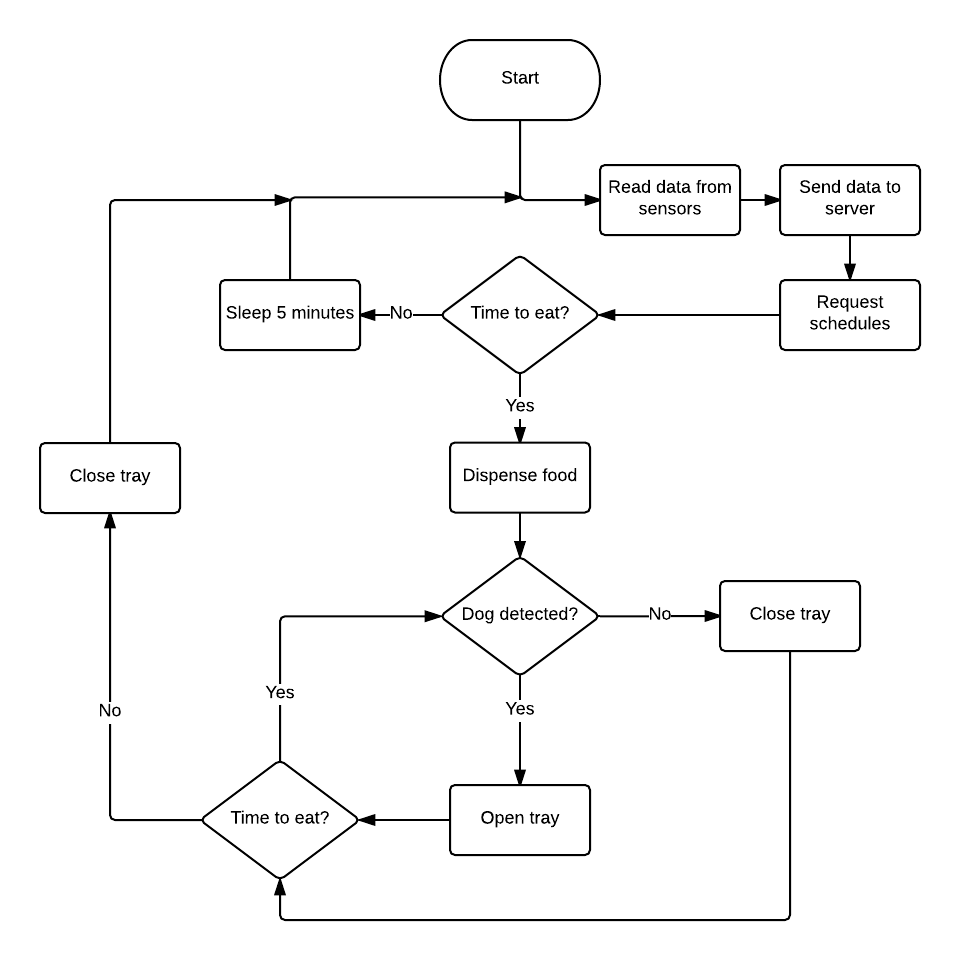 Start
Read data from
sensors
Send data to
server
Sleep 5 minutes
No
Time to eat?
Request
schedules
Yes
Close tray
Dispense food
Dog detected?
No
Close tray
Yes
Yes
No
Time to eat?
Open tray